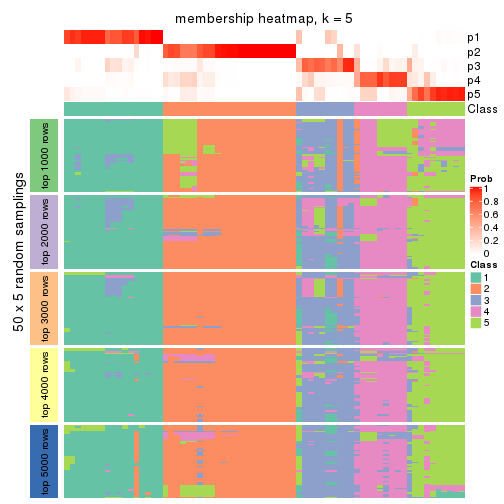 membership heatmap, k = 5
p1
p2
p3
p4
p5
Class
50 x 5 random samplings
top 1000 rows
top 2000 rows
top 3000 rows
top 4000 rows
top 5000 rows
Prob
1
0.8
0.6
0.4
0.2
0
Class
1
2
3
4
5